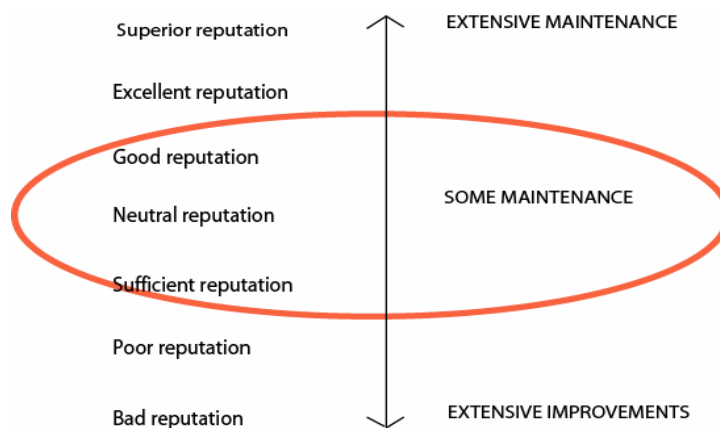 Superior reputation
EXTENSIVE MAINTENANCE
Excellent reputation
Good reputation
SOME MAINTENANCE
Neutral reputation
Sufficient reputation
Poor reputation
EXTENSIVE IMPROVEMENTS
Bad reputation